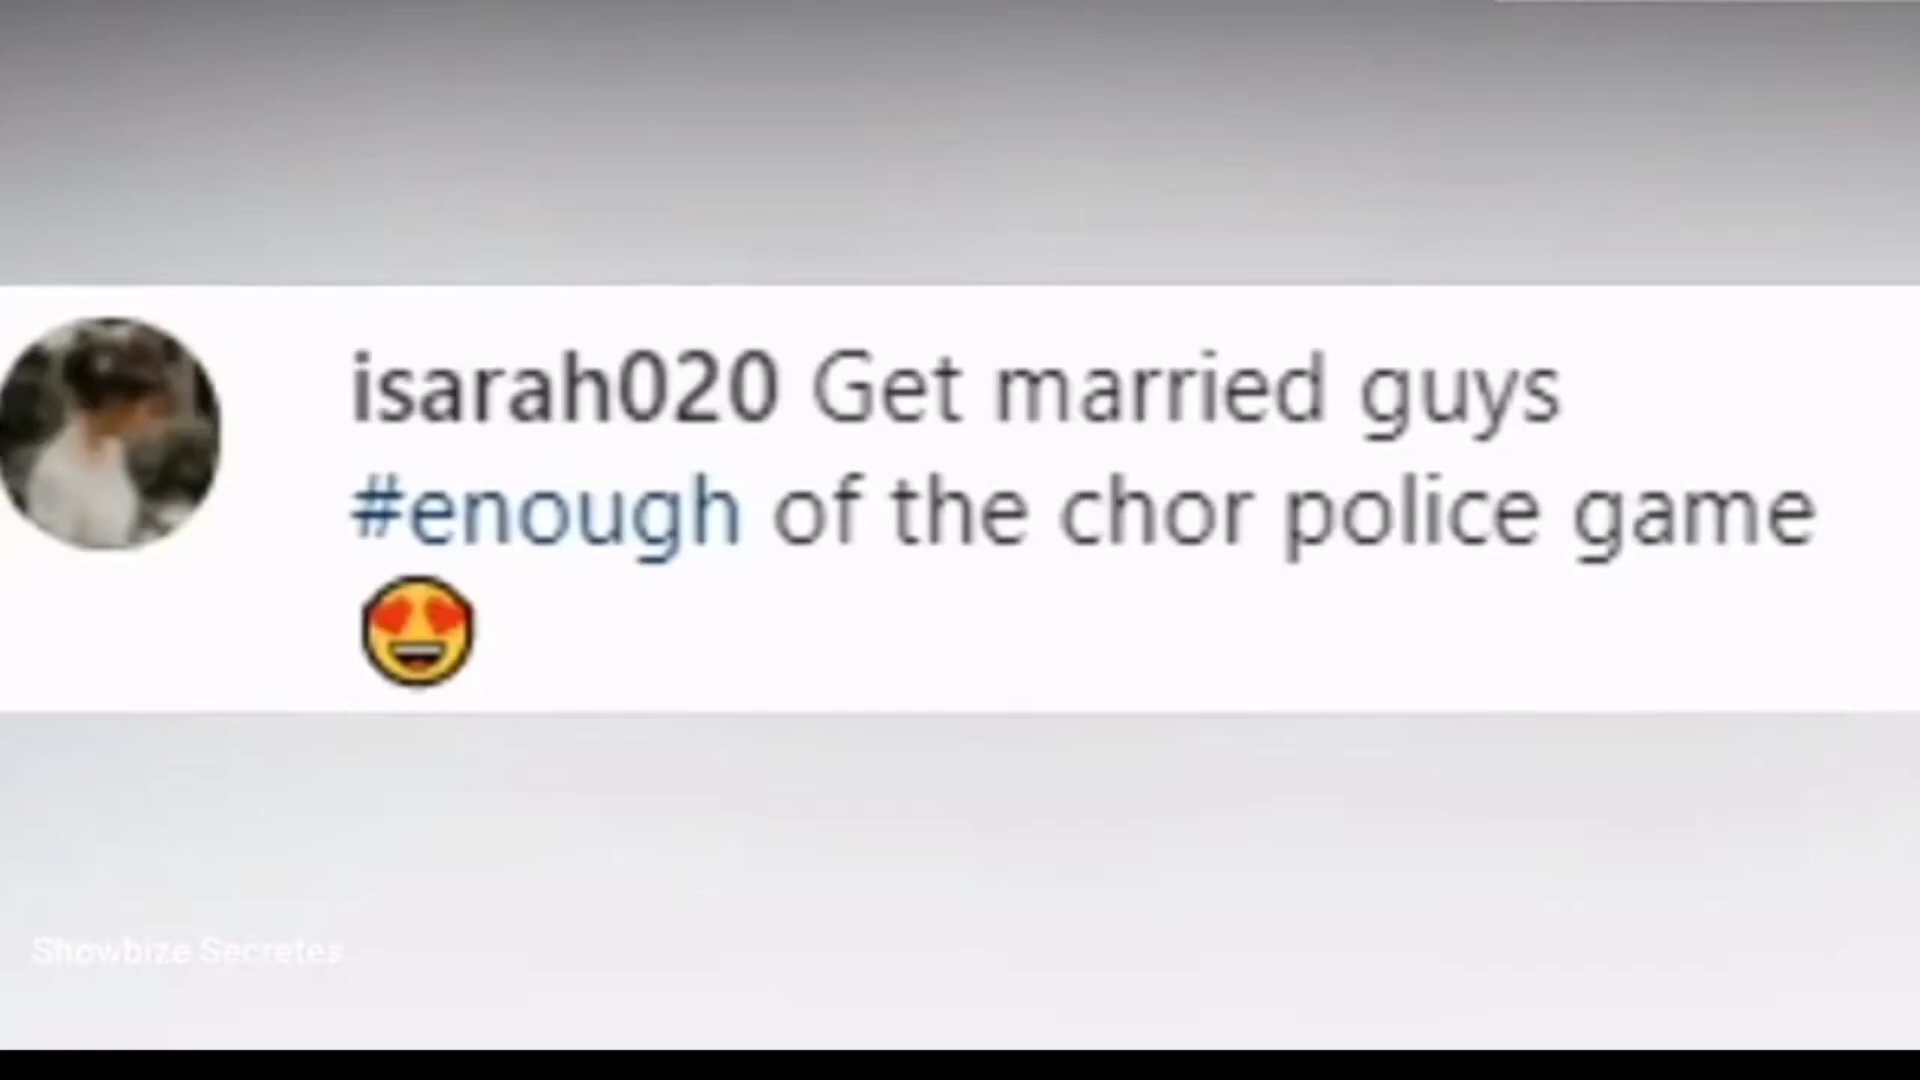 isarah020 Get married guys
#enough of the chor police game
😍
Showbize Secretes